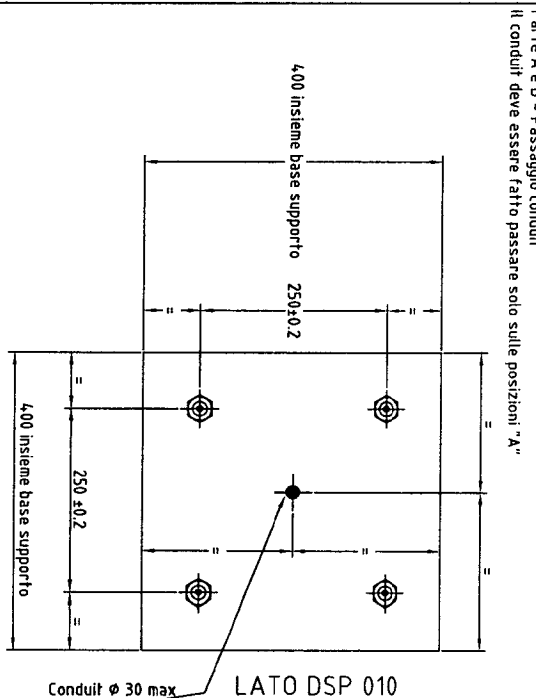 Il conduit deve essere fatto passare solo sulle posizioni "A"
400 insieme base supporto
250±0.2
=
=
=
=
=
250 ±0.2
=
=
=
400 insieme base supporto
Conduit ø 30 max
LATO DSP 010